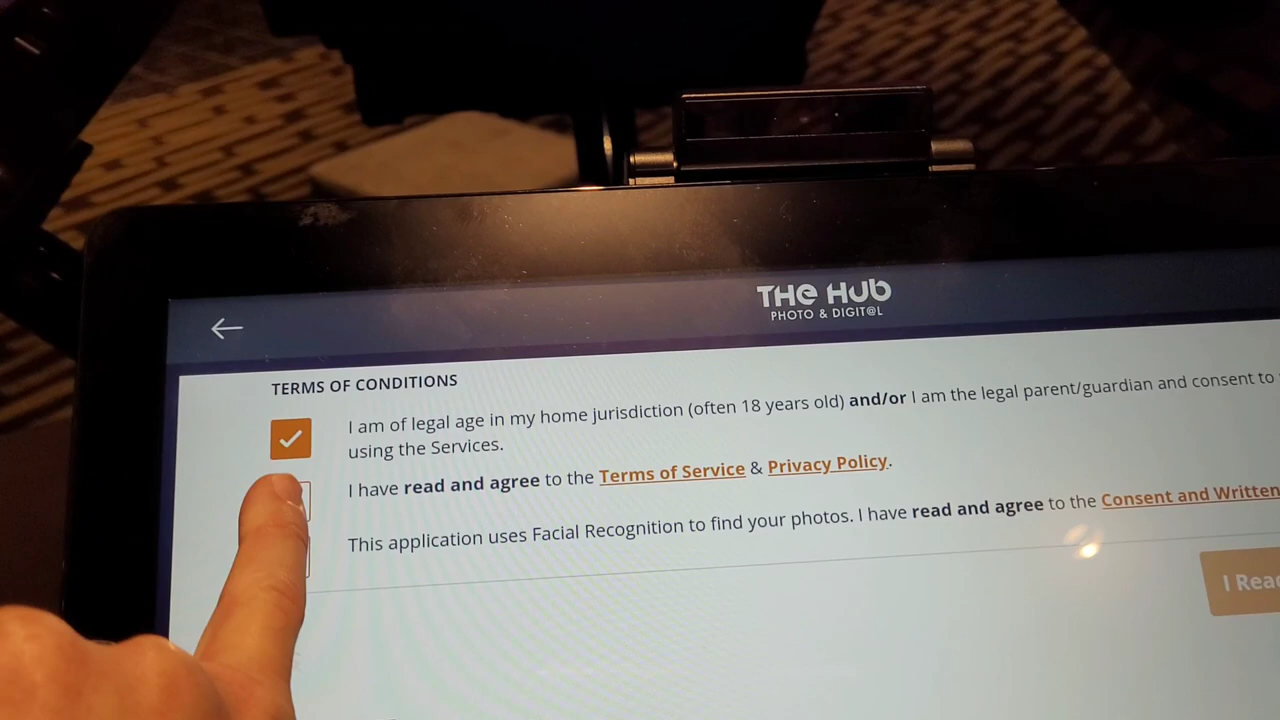 THE HUB
PHOTO & DIGIT@L
TERMS OF CONDITIONS
I am of legal age in my home jurisdiction (often 18 years old) and/or I am the legal parent/guardian and consent to
using the Services.
I have read and agree to the Terms of Service & Privacy Policy.
This application uses Facial Recognition to find your photos. I have read and agree to the Consent and Written
I Rea